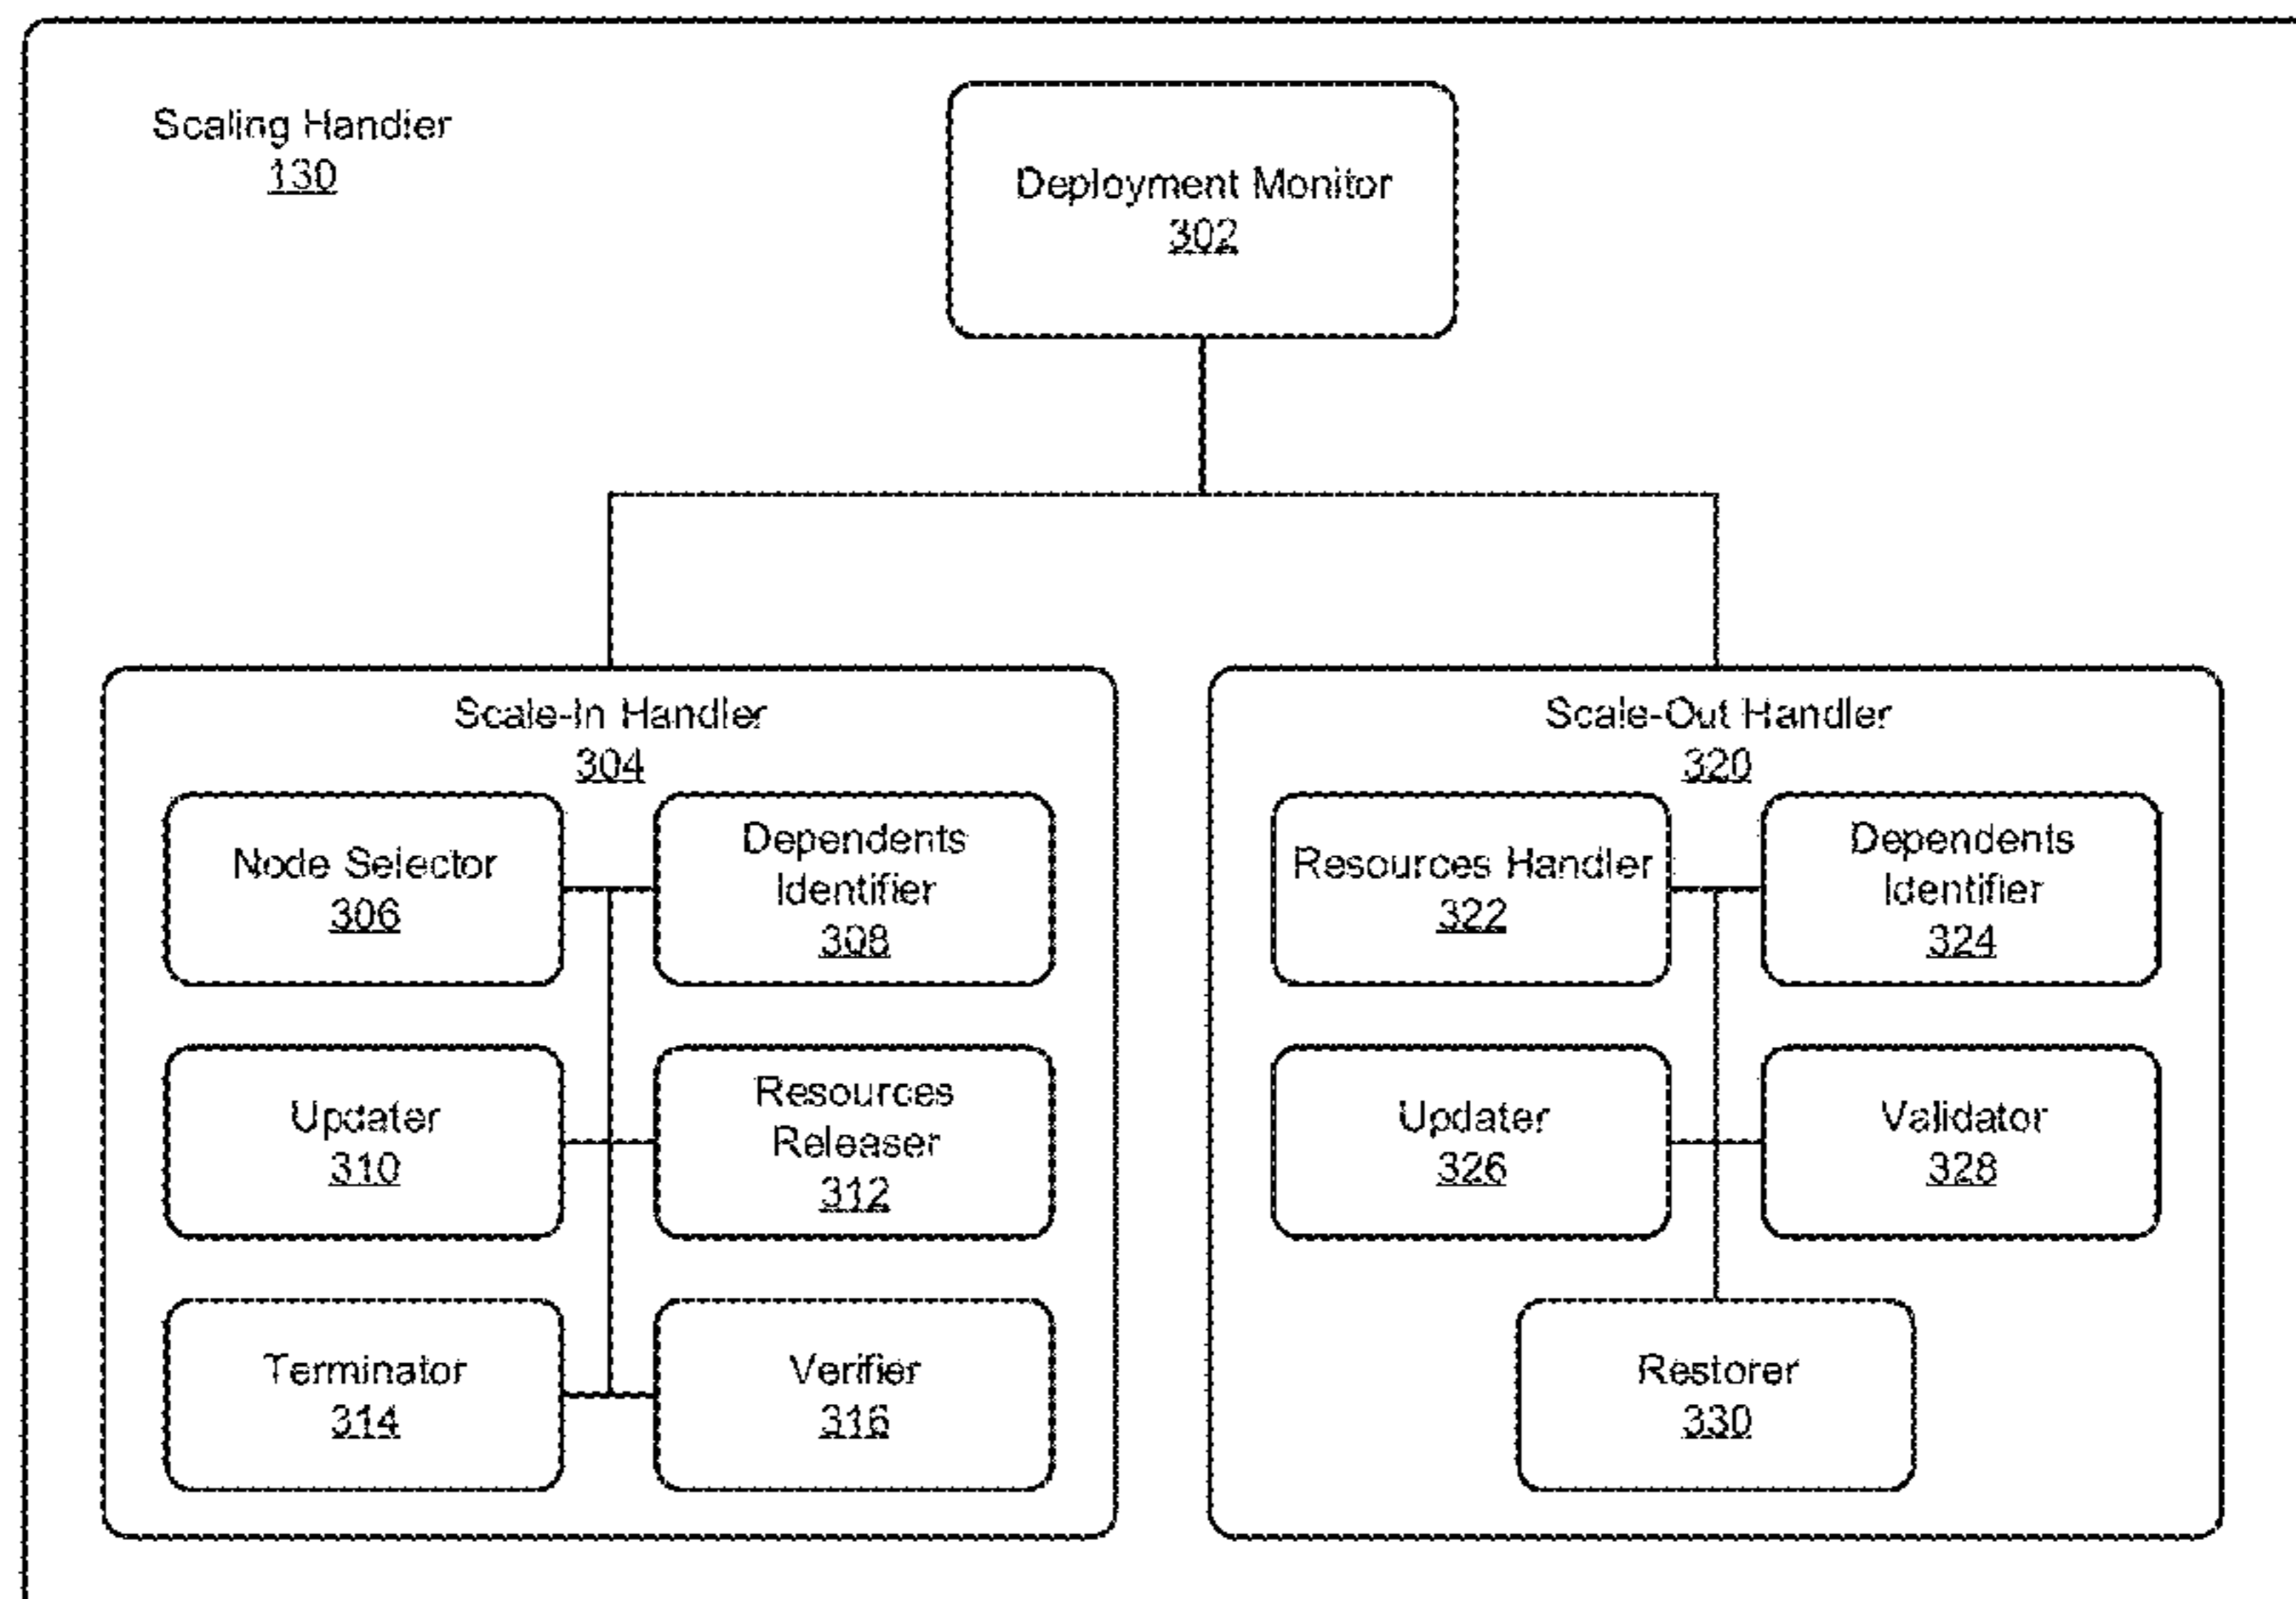 Scaling Handler
130
Deployment Monitor
302
Scale-In Handler
304
Node Selector
306
Dependents
Identifier
308
Updater
310
Resources
Releaser
312
Terminator
314
Verifier
316
Scale-Out Handler
320
Resources Handler
322
Dependents
Identifier
324
Updater
326
Validator
328
Restorer
330